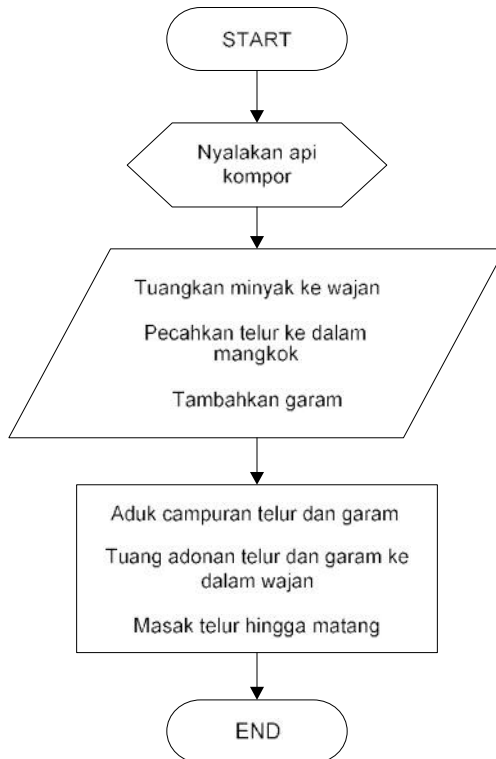 START
Nyalakan api
kompor
Tuangkan minyak ke wajan
Pecahkan telur ke dalam
mangkok
Tambahkan garam
Aduk campuran telur dan garam
Tuang adonan telur dan garam ke
dalam wajan
Masak telur hingga matang
END